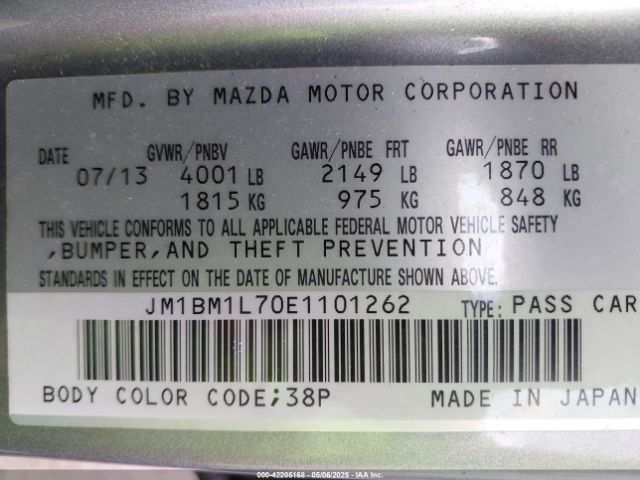 MFD. BY MAZDA MOTOR CORPORATION
DATE GVWR/PNBV GAWR/PNBE FRT GAWR/PNBE RR
07/13 4001 LB 2149 LB 1870 LB
1815 KG 975 KG 848 KG
THIS VEHICLE CONFORMS TO ALL APPLICABLE FEDERAL MOTOR VEHICLE SAFETY
,BUMPER,AND THEFT PREVENTION
STANDARDS IN EFFECT ON THE DATE OF MANUFACTURE SHOWN ABOVE.
JM1BM1L70E1101262 TYPE: PASS CAR
BODY COLOR CODE;38P MADE IN JAPAN
000-42205168 - 05/06/2025 - IAA Inc.